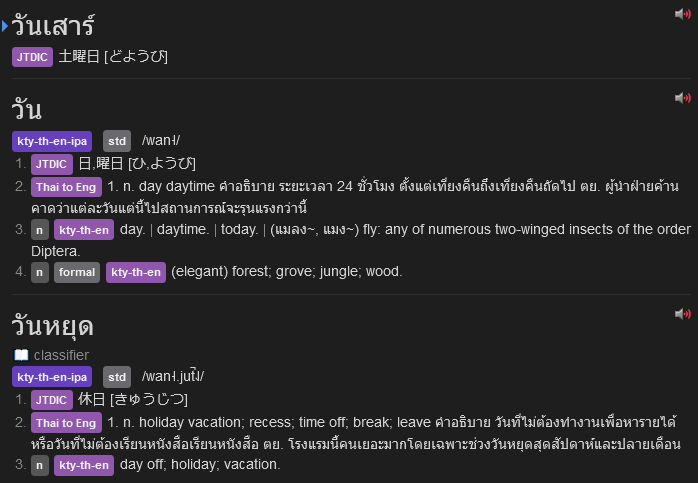 วันเสาร์
JTDIC 土曜日 [どようび]
วัน
kty-th-en-ipa std /wan˧/
1. JTDIC 日,曜日 [ひ,ようび]
2. Thai to Eng 1. n. day daytime คำอธิบาย ระยะเวลา 24 ชั่วโมง ตั้งแต่เที่ยงคืนถึงเที่ยงคืนถัดไป ตย. ผู้นำฝ่ายค้าน
คาดว่าแต่ละวันแต่นี้ไปสถานการณ์จะรุนแรงกว่านี้
3. n kty-th-en day. | daytime. | today. | (แมลง~, แมง~) fly: any of numerous two-winged insects of the order
Diptera.
4. n formal kty-th-en (elegant) forest; grove; jungle; wood.
วันหยุด
📖 classifier
kty-th-en-ipa std /wan˧.jut̚˨˩/
1. JTDIC 休日 [きゅうじつ]
2. Thai to Eng 1. n. holiday vacation; recess; time off; break; leave คำอธิบาย วันที่ไม่ต้องทำงานเพื่อหารายได้
หรือวันที่ไม่ต้องเรียนหนังสือเรียนหนังสือ ตย. โรงแรมนี้คนเยอะมากโดยเฉพาะช่วงวันหยุดสุดสัปดาห์และปลายเดือน
3. n kty-th-en day off; holiday; vacation.